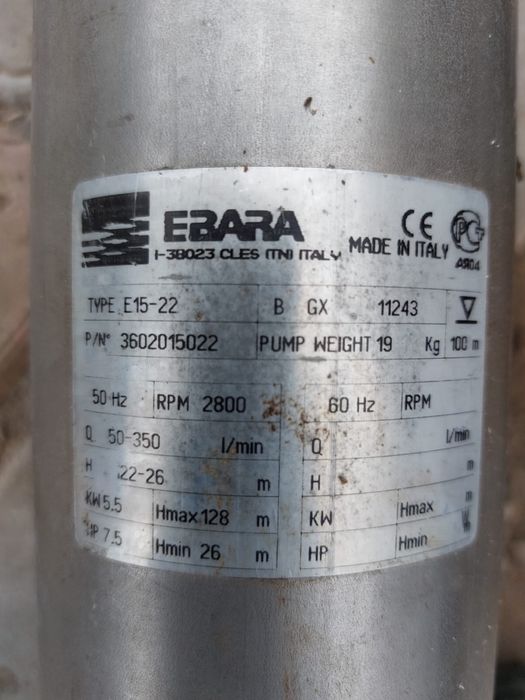 EBARA
I-38023 CLES (TN) ITALY
MADE IN ITALY
CE
PCT
АЯ04
TYPE E15-22 B GX 11243
P/N° 3602015022 PUMP WEIGHT 19 Kg 100 m
50 Hz RPM 2800 60 Hz RPM
Q 50-350 l/min Q l/min
H 22-26 m H m
KW 5.5 Hmax 128 m KW Hmax m
HP 7.5 Hmin 26 m HP Hmin